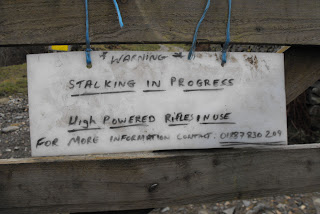 * WARNING *
STALKING IN PROGRESS
High POWERED RIFLES IN USE
FOR MORE INFORMATION CONTACT: 01887 830 209